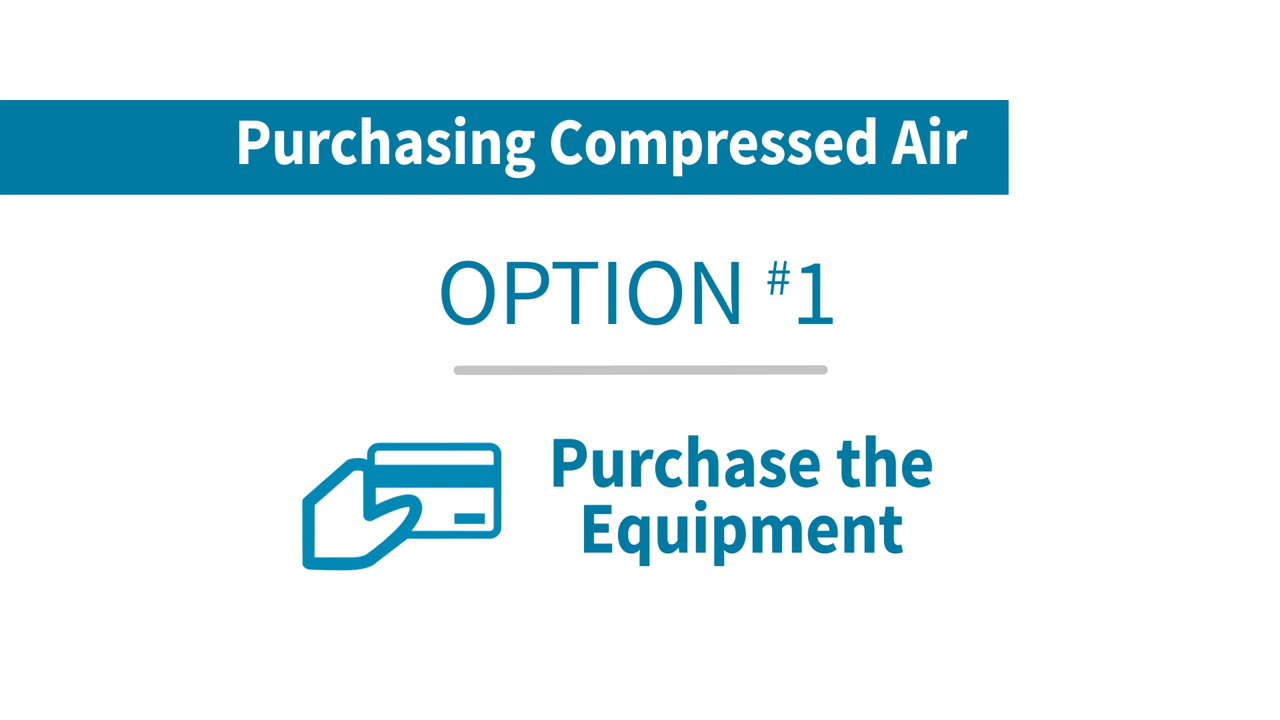 Purchasing Compressed Air
OPTION #1
Purchase the
Equipment